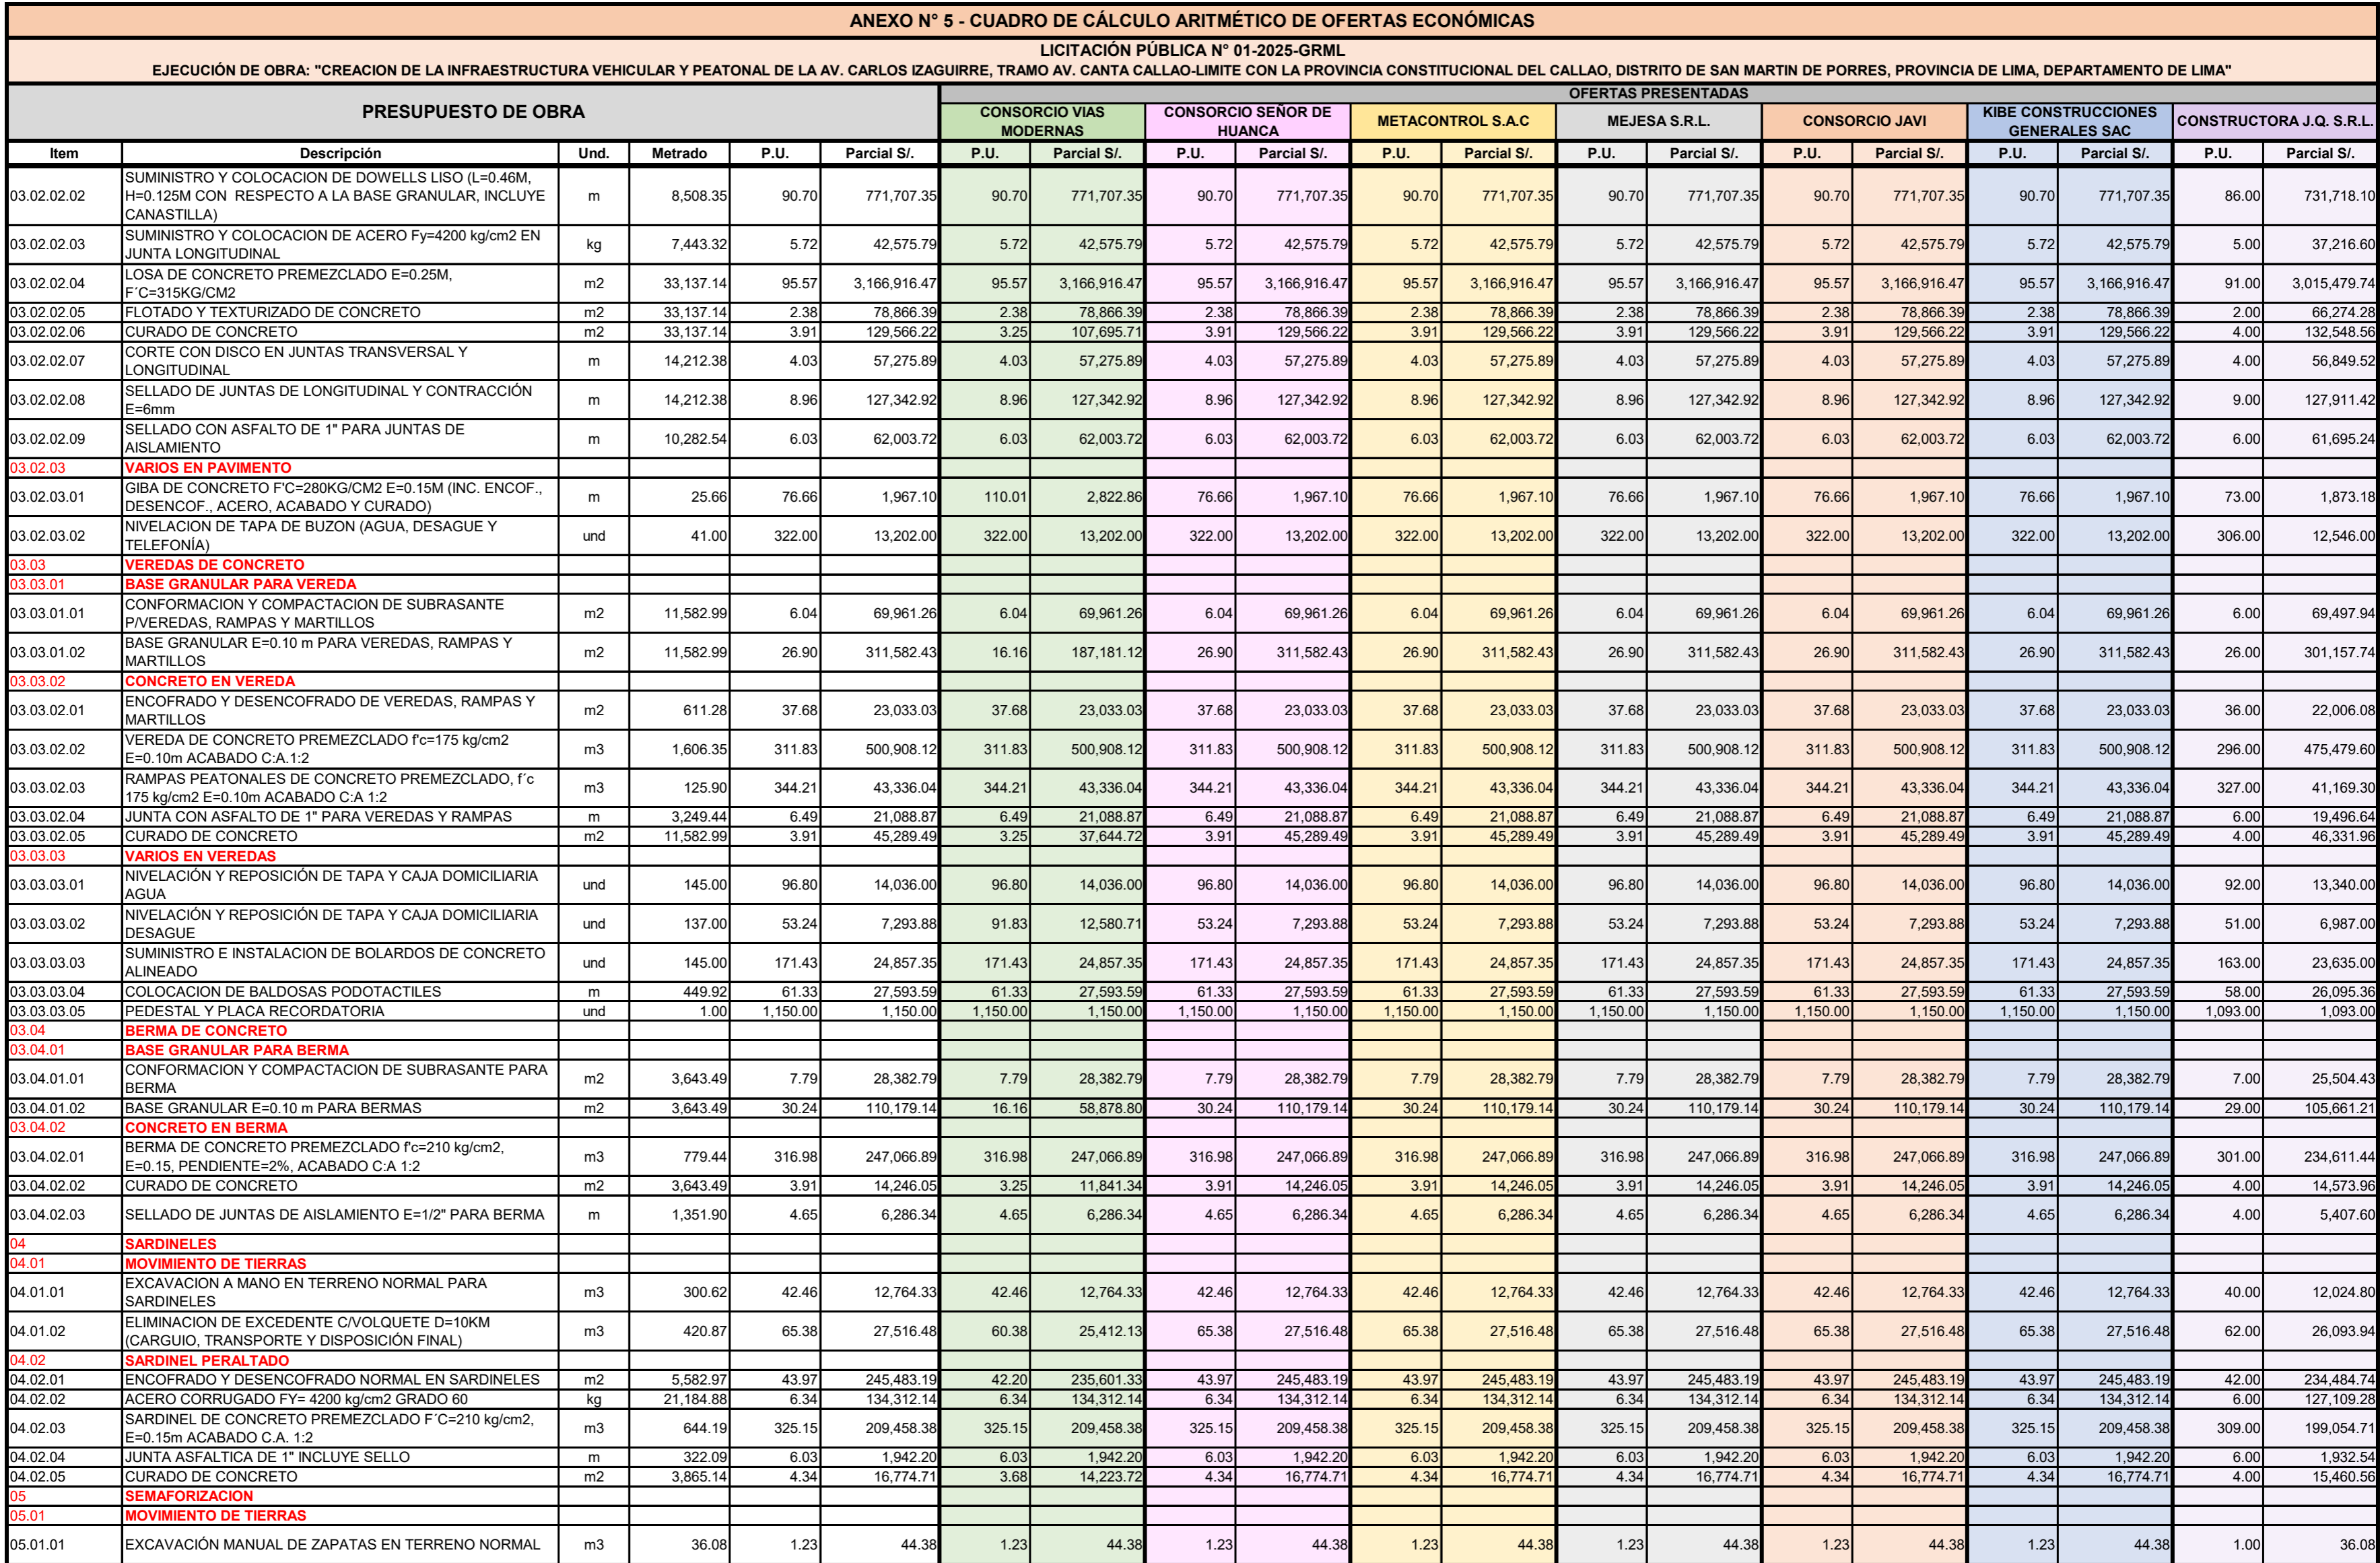 ANEXO N° 5 - CUADRO DE CÁLCULO ARITMÉTICO DE OFERTAS ECONÓMICAS
LICITACIÓN PÚBLICA N° 01-2025-GRML
EJECUCIÓN DE OBRA: "CREACION DE LA INFRAESTRUCTURA VEHICULAR Y PEATONAL DE LA AV. CARLOS IZAGUIRRE, TRAMO AV. CANTA CALLAO-LIMITE CON LA PROVINCIA CONSTITUCIONAL DEL CALLAO, DISTRITO DE SAN MARTIN DE PORRES, PROVINCIA DE LIMA, DEPARTAMENTO DE LIMA"
PRESUPUESTO DE OBRA
OFERTAS PRESENTADAS
CONSORCIO VIAS MODERNAS CONSORCIO SEÑOR DE HUANCA METACONTROL S.A.C MEJESA S.R.L. CONSORCIO JAVI KIBE CONSTRUCCIONES GENERALES SAC CONSTRUCTORA J.Q. S.R.L.
Item Descripción Und. Metrado P.U. Parcial S/. P.U. Parcial S/. P.U. Parcial S/. P.U. Parcial S/. P.U. Parcial S/. P.U. Parcial S/. P.U. Parcial S/. P.U. Parcial S/.
03.02.02.02 SUMINISTRO Y COLOCACION DE DOWELLS LISO (L=0.46M, H=0.125M CON RESPECTO A LA BASE GRANULAR, INCLUYE CANASTILLA) m 8,508.35 90.70 771,707.35 90.70 771,707.35 90.70 771,707.35 90.70 771,707.35 90.70 771,707.35 90.70 771,707.35 90.70 771,707.35 86.00 731,718.10
03.02.02.03 SUMINISTRO Y COLOCACION DE ACERO Fy=4200 kg/cm2 EN JUNTA LONGITUDINAL kg 7,443.32 5.72 42,575.79 5.72 42,575.79 5.72 42,575.79 5.72 42,575.79 5.72 42,575.79 5.72 42,575.79 5.72 42,575.79 5.00 37,216.60
03.02.02.04 LOSA DE CONCRETO PREMEZCLADO E=0.25M, F´C=315KG/CM2 m2 33,137.14 95.57 3,166,916.47 95.57 3,166,916.47 95.57 3,166,916.47 95.57 3,166,916.47 95.57 3,166,916.47 95.57 3,166,916.47 95.57 3,166,916.47 91.00 3,015,479.74
03.02.02.05 FLOTADO Y TEXTURIZADO DE CONCRETO m2 33,137.14 2.38 78,866.39 2.38 78,866.39 2.38 78,866.39 2.38 78,866.39 2.38 78,866.39 2.38 78,866.39 2.38 78,866.39 2.00 66,274.28
03.02.02.06 CURADO DE CONCRETO m2 33,137.14 3.91 129,566.22 3.25 107,695.71 3.91 129,566.22 3.91 129,566.22 3.91 129,566.22 3.91 129,566.22 3.91 129,566.22 4.00 132,548.56
03.02.02.07 CORTE CON DISCO EN JUNTAS TRANSVERSAL Y LONGITUDINAL m 14,212.38 4.03 57,275.89 4.03 57,275.89 4.03 57,275.89 4.03 57,275.89 4.03 57,275.89 4.03 57,275.89 4.03 57,275.89 4.00 56,849.52
03.02.02.08 SELLADO DE JUNTAS DE LONGITUDINAL Y CONTRACCIÓN E=6mm m 14,212.38 8.96 127,342.92 8.96 127,342.92 8.96 127,342.92 8.96 127,342.92 8.96 127,342.92 8.96 127,342.92 8.96 127,342.92 9.00 127,911.42
03.02.02.09 SELLADO CON ASFALTO DE 1" PARA JUNTAS DE AISLAMIENTO m 10,282.54 6.03 62,003.72 6.03 62,003.72 6.03 62,003.72 6.03 62,003.72 6.03 62,003.72 6.03 62,003.72 6.03 62,003.72 6.00 61,695.24
03.02.03 VARIOS EN PAVIMENTO
03.02.03.01 GIBA DE CONCRETO F'C=280KG/CM2 E=0.15M (INC. ENCOF., DESENCOF., ACERO, ACABADO Y CURADO) m 25.66 76.66 1,967.10 110.01 2,822.86 76.66 1,967.10 76.66 1,967.10 76.66 1,967.10 76.66 1,967.10 76.66 1,967.10 73.00 1,873.18
03.02.03.02 NIVELACION DE TAPA DE BUZON (AGUA, DESAGUE Y TELEFONÍA) und 41.00 322.00 13,202.00 322.00 13,202.00 322.00 13,202.00 322.00 13,202.00 322.00 13,202.00 322.00 13,202.00 322.00 13,202.00 306.00 12,546.00
03.03 VEREDAS DE CONCRETO
03.03.01 BASE GRANULAR PARA VEREDA
03.03.01.01 CONFORMACION Y COMPACTACION DE SUBRASANTE P/VEREDAS, RAMPAS Y MARTILLOS m2 11,582.99 6.04 69,961.26 6.04 69,961.26 6.04 69,961.26 6.04 69,961.26 6.04 69,961.26 6.04 69,961.26 6.04 69,961.26 6.00 69,497.94
03.03.01.02 BASE GRANULAR E=0.10 m PARA VEREDAS, RAMPAS Y MARTILLOS m2 11,582.99 26.90 311,582.43 16.16 187,181.12 26.90 311,582.43 26.90 311,582.43 26.90 311,582.43 26.90 311,582.43 26.90 311,582.43 26.00 301,157.74
03.03.02 CONCRETO EN VEREDA
03.03.02.01 ENCOFRADO Y DESENCOFRADO DE VEREDAS, RAMPAS Y MARTILLOS m2 611.28 37.68 23,033.03 37.68 23,033.03 37.68 23,033.03 37.68 23,033.03 37.68 23,033.03 37.68 23,033.03 37.68 23,033.03 36.00 22,006.08
03.03.02.02 VEREDA DE CONCRETO PREMEZCLADO f'c=175 kg/cm2 E=0.10m ACABADO C:A.1:2 m3 1,606.35 311.83 500,908.12 311.83 500,908.12 311.83 500,908.12 311.83 500,908.12 311.83 500,908.12 311.83 500,908.12 311.83 500,908.12 296.00 475,479.60
03.03.02.03 RAMPAS PEATONALES DE CONCRETO PREMEZCLADO, f´c 175 kg/cm2 E=0.10m ACABADO C:A 1:2 m3 125.90 344.21 43,336.04 344.21 43,336.04 344.21 43,336.04 344.21 43,336.04 344.21 43,336.04 344.21 43,336.04 344.21 43,336.04 327.00 41,169.30
03.03.02.04 JUNTA CON ASFALTO DE 1" PARA VEREDAS Y RAMPAS m 3,249.44 6.49 21,088.87 6.49 21,088.87 6.49 21,088.87 6.49 21,088.87 6.49 21,088.87 6.49 21,088.87 6.49 21,088.87 6.00 19,496.64
03.03.02.05 CURADO DE CONCRETO m2 11,582.99 3.91 45,289.49 3.25 37,644.72 3.91 45,289.49 3.91 45,289.49 3.91 45,289.49 3.91 45,289.49 3.91 45,289.49 4.00 46,331.96
03.03.03 VARIOS EN VEREDAS
03.03.03.01 NIVELACIÓN Y REPOSICIÓN DE TAPA Y CAJA DOMICILIARIA AGUA und 145.00 96.80 14,036.00 96.80 14,036.00 96.80 14,036.00 96.80 14,036.00 96.80 14,036.00 96.80 14,036.00 96.80 14,036.00 92.00 13,340.00
03.03.03.02 NIVELACIÓN Y REPOSICIÓN DE TAPA Y CAJA DOMICILIARIA DESAGUE und 137.00 53.24 7,293.88 91.83 12,580.71 53.24 7,293.88 53.24 7,293.88 53.24 7,293.88 53.24 7,293.88 53.24 7,293.88 51.00 6,987.00
03.03.03.03 SUMINISTRO E INSTALACION DE BOLARDOS DE CONCRETO ALINEADO und 145.00 171.43 24,857.35 171.43 24,857.35 171.43 24,857.35 171.43 24,857.35 171.43 24,857.35 171.43 24,857.35 171.43 24,857.35 163.00 23,635.00
03.03.03.04 COLOCACION DE BALDOSAS PODOTACTILES m 449.92 61.33 27,593.59 61.33 27,593.59 61.33 27,593.59 61.33 27,593.59 61.33 27,593.59 61.33 27,593.59 61.33 27,593.59 58.00 26,095.36
03.03.03.05 PEDESTAL Y PLACA RECORDATORIA und 1.00 1,150.00 1,150.00 1,150.00 1,150.00 1,150.00 1,150.00 1,150.00 1,150.00 1,150.00 1,150.00 1,150.00 1,150.00 1,150.00 1,150.00 1,093.00 1,093.00
03.04 BERMA DE CONCRETO
03.04.01 BASE GRANULAR PARA BERMA
03.04.01.01 CONFORMACION Y COMPACTACION DE SUBRASANTE PARA BERMA m2 3,643.49 7.79 28,382.79 7.79 28,382.79 7.79 28,382.79 7.79 28,382.79 7.79 28,382.79 7.79 28,382.79 7.79 28,382.79 7.00 25,504.43
03.04.01.02 BASE GRANULAR E=0.10 m PARA BERMAS m2 3,643.49 30.24 110,179.14 16.16 58,878.80 30.24 110,179.14 30.24 110,179.14 30.24 110,179.14 30.24 110,179.14 30.24 110,179.14 29.00 105,661.21
03.04.02 CONCRETO EN BERMA
03.04.02.01 BERMA DE CONCRETO PREMEZCLADO f'c=210 kg/cm2, E=0.15, PENDIENTE=2%, ACABADO C:A 1:2 m3 779.44 316.98 247,066.89 316.98 247,066.89 316.98 247,066.89 316.98 247,066.89 316.98 247,066.89 316.98 247,066.89 316.98 247,066.89 301.00 234,611.44
03.04.02.02 CURADO DE CONCRETO m2 3,643.49 3.91 14,246.05 3.25 11,841.34 3.91 14,246.05 3.91 14,246.05 3.91 14,246.05 3.91 14,246.05 3.91 14,246.05 4.00 14,573.96
03.04.02.03 SELLADO DE JUNTAS DE AISLAMIENTO E=1/2" PARA BERMA m 1,351.90 4.65 6,286.34 4.65 6,286.34 4.65 6,286.34 4.65 6,286.34 4.65 6,286.34 4.65 6,286.34 4.65 6,286.34 4.00 5,407.60
04 SARDINELES
04.01 MOVIMIENTO DE TIERRAS
04.01.01 EXCAVACION A MANO EN TERRENO NORMAL PARA SARDINELES m3 300.62 42.46 12,764.33 42.46 12,764.33 42.46 12,764.33 42.46 12,764.33 42.46 12,764.33 42.46 12,764.33 42.46 12,764.33 40.00 12,024.80
04.01.02 ELIMINACION DE EXCEDENTE C/VOLQUETE D=10KM (CARGUIO, TRANSPORTE Y DISPOSICIÓN FINAL) m3 420.87 65.38 27,516.48 60.38 25,412.13 65.38 27,516.48 65.38 27,516.48 65.38 27,516.48 65.38 27,516.48 65.38 27,516.48 62.00 26,093.94
04.02 SARDINEL PERALTADO
04.02.01 ENCOFRADO Y DESENCOFRADO NORMAL EN SARDINELES m2 5,582.97 43.97 245,483.19 42.20 235,601.33 43.97 245,483.19 43.97 245,483.19 43.97 245,483.19 43.97 245,483.19 43.97 245,483.19 42.00 234,484.74
04.02.02 ACERO CORRUGADO FY= 4200 kg/cm2 GRADO 60 kg 21,184.88 6.34 134,312.14 6.34 134,312.14 6.34 134,312.14 6.34 134,312.14 6.34 134,312.14 6.34 134,312.14 6.34 134,312.14 6.00 127,109.28
04.02.03 SARDINEL DE CONCRETO PREMEZCLADO F´C=210 kg/cm2, E=0.15m ACABADO C.A. 1:2 m3 644.19 325.15 209,458.38 325.15 209,458.38 325.15 209,458.38 325.15 209,458.38 325.15 209,458.38 325.15 209,458.38 325.15 209,458.38 309.00 199,054.71
04.02.04 JUNTA ASFALTICA DE 1" INCLUYE SELLO m 322.09 6.03 1,942.20 6.03 1,942.20 6.03 1,942.20 6.03 1,942.20 6.03 1,942.20 6.03 1,942.20 6.03 1,942.20 6.00 1,932.54
04.02.05 CURADO DE CONCRETO m2 3,865.14 4.34 16,774.71 3.68 14,223.72 4.34 16,774.71 4.34 16,774.71 4.34 16,774.71 4.34 16,774.71 4.34 16,774.71 4.00 15,460.56
05 SEMAFORIZACION
05.01 MOVIMIENTO DE TIERRAS
05.01.01 EXCAVACIÓN MANUAL DE ZAPATAS EN TERRENO NORMAL m3 36.08 1.23 44.38 1.23 44.38 1.23 44.38 1.23 44.38 1.23 44.38 1.23 44.38 1.23 44.38 1.00 36.08